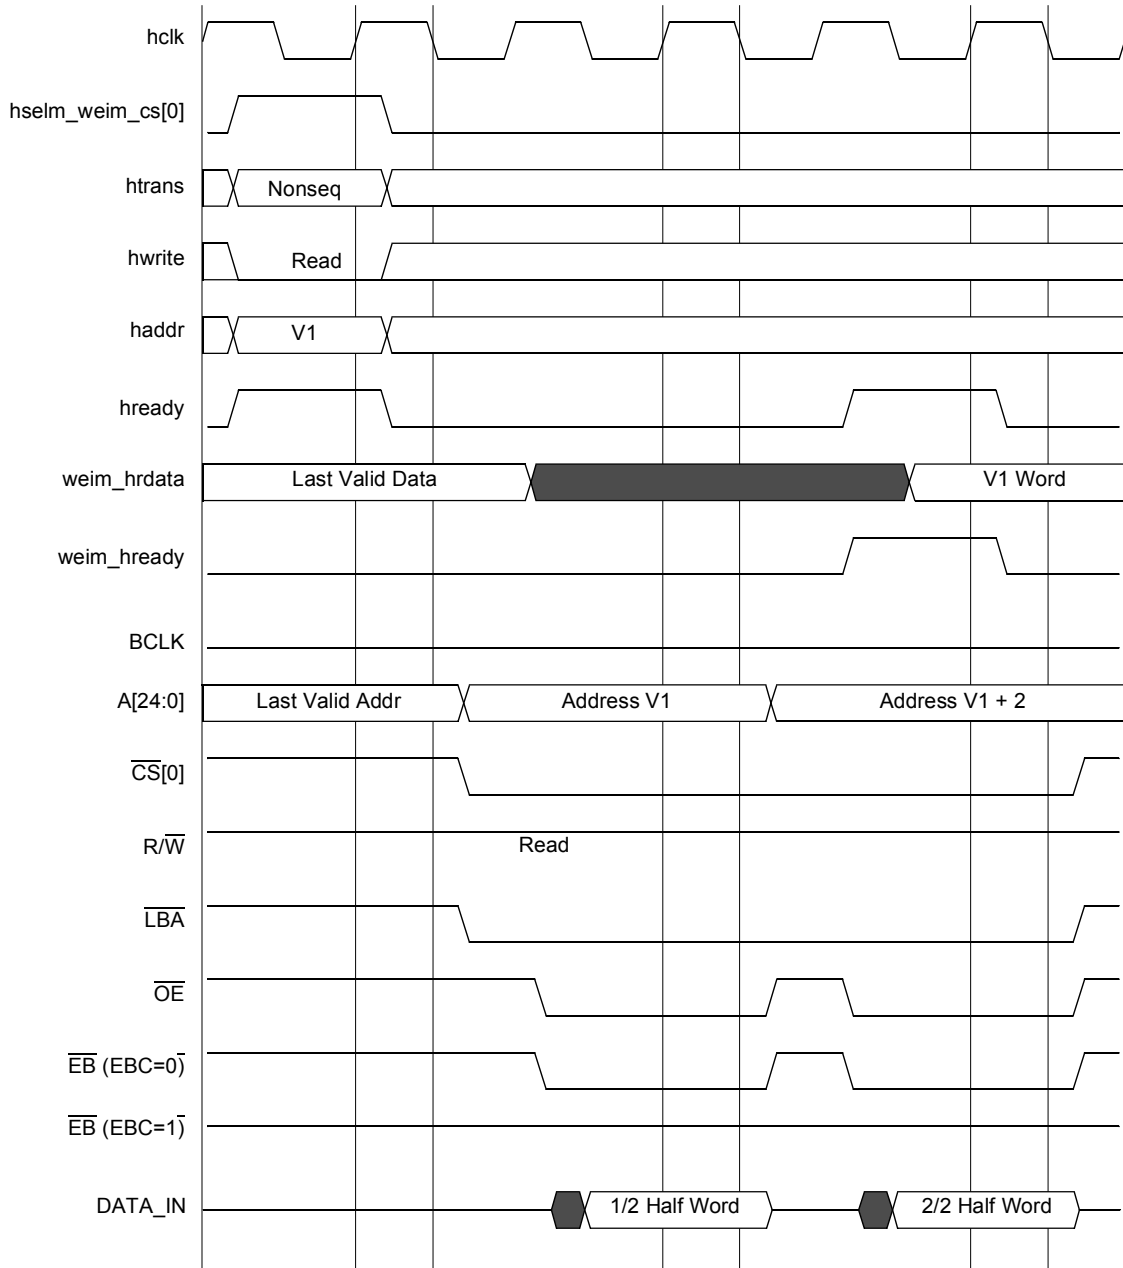 hclk
hselm_weim_cs[0]
htrans Nonseq
hwrite Read
haddr V1
hready
weim_hrdata Last Valid Data V1 Word
weim_hready
BCLK
A[24:0] Last Valid Addr Address V1 Address V1 + 2
CS[0]
R/W Read
LBA
OE
EB (EBC=0)
EB (EBC=1)
DATA_IN 1/2 Half Word 2/2 Half Word